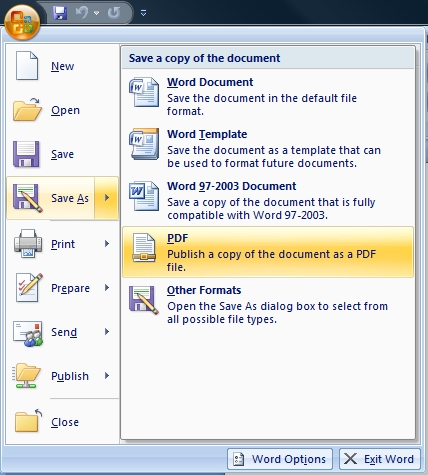 New
Open
Save
Save As
Print
Prepare
Send
Publish
Close
Save a copy of the document
Word Document
Save the document in the default file
format.
Word Template
Save the document as a template that can
be used to format future documents.
Word 97-2003 Document
Save a copy of the document that is fully
compatible with Word 97-2003.
PDF
Publish a copy of the document as a PDF
file.
Other Formats
Open the Save As dialog box to select from
all possible file types.
Word Options
Exit Word